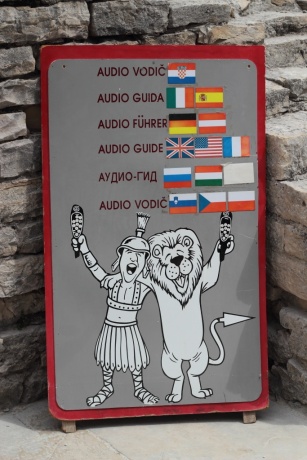 AUDIO VODIČ
AUDIO GUIDA
AUDIO FÜHRER
AUDIO GUIDE
АУДИО-ГИД
AUDIO VODIČ